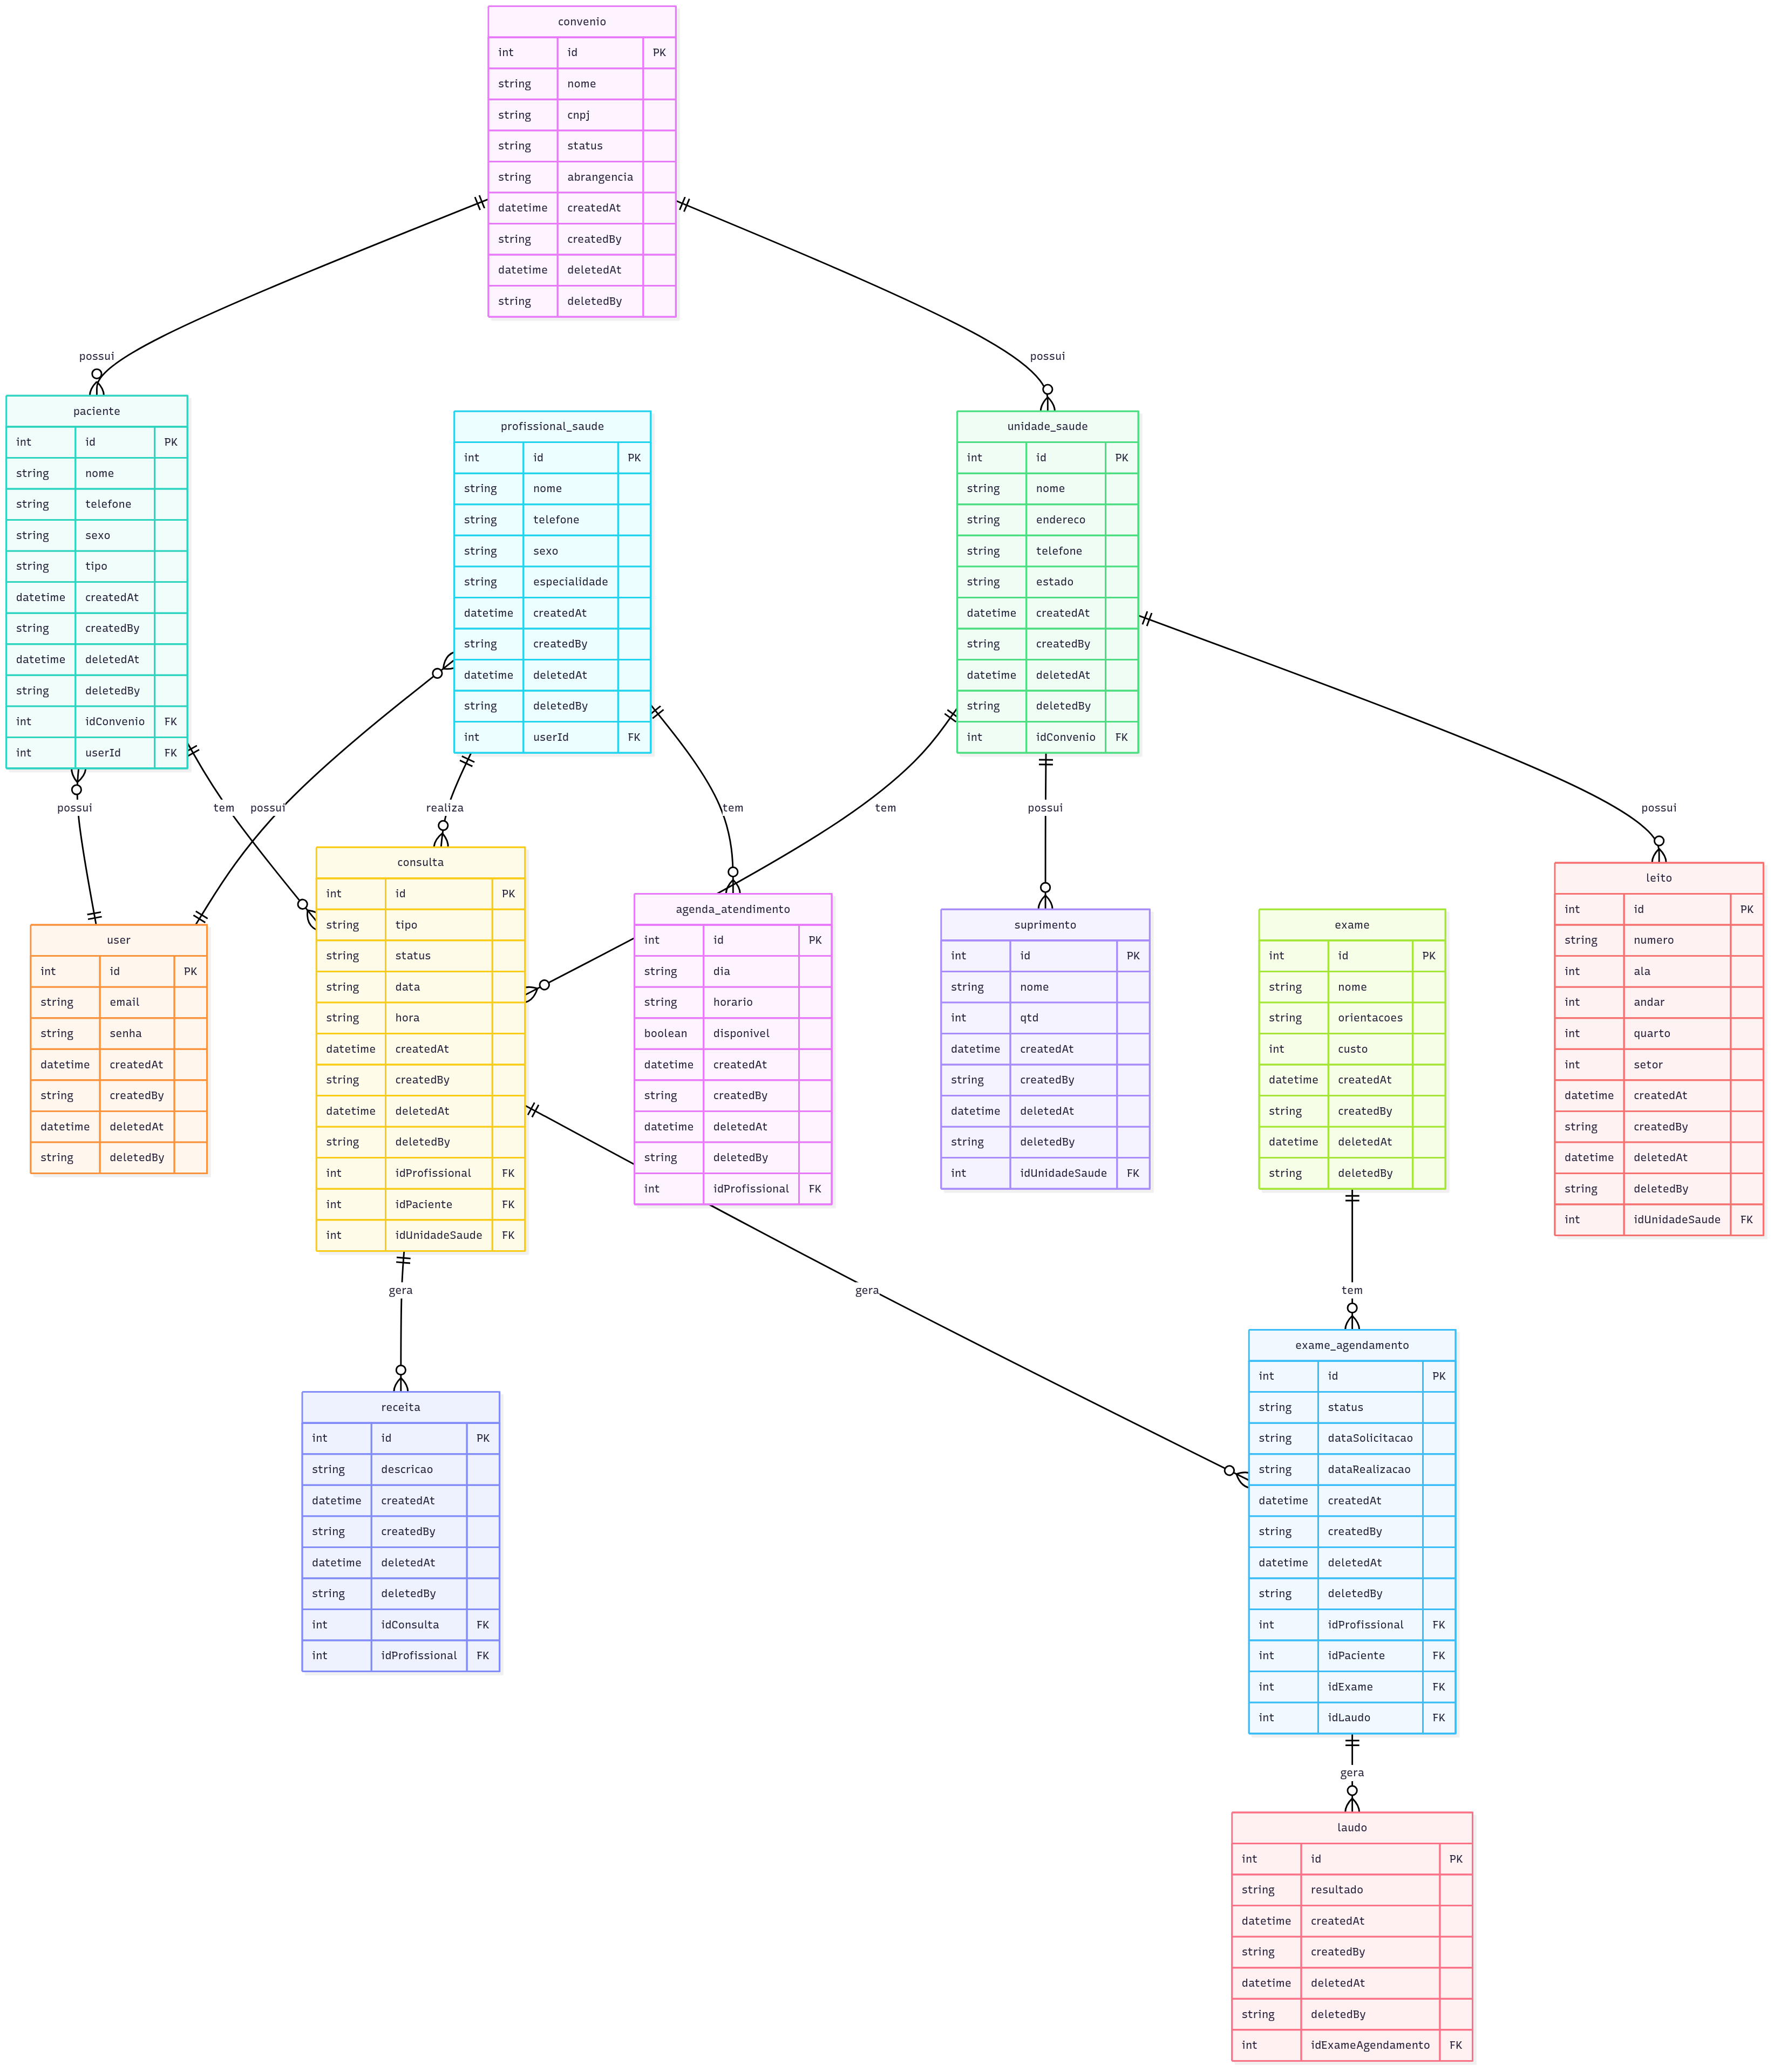 convenio
int id PK
string nome
string cnpj
string status
string abrangencia
datetime createdAt
string createdBy
datetime deletedAt
string deletedBy
possui
possui
paciente
int id PK
string nome
string telefone
string sexo
string tipo
datetime createdAt
string createdBy
datetime deletedAt
string deletedBy
int idConvenio FK
int userId FK
profissional_saude
int id PK
string nome
string telefone
string sexo
string especialidade
datetime createdAt
string createdBy
datetime deletedAt
string deletedBy
int userId FK
unidade_saude
int id PK
string nome
string endereco
string telefone
string estado
datetime createdAt
string createdBy
datetime deletedAt
string deletedBy
int idConvenio FK
possui
tem
possui
realiza
tem
tem
possui
possui
user
int id PK
string email
string senha
datetime createdAt
string createdBy
datetime deletedAt
string deletedBy
consulta
int id PK
string tipo
string status
string data
string hora
datetime createdAt
string createdBy
datetime deletedAt
string deletedBy
int idProfissional FK
int idPaciente FK
int idUnidadeSaude FK
agenda_atendimento
int id PK
string dia
string horario
boolean disponivel
datetime createdAt
string createdBy
datetime deletedAt
string deletedBy
int idProfissional FK
suprimento
int id PK
string nome
int qtd
datetime createdAt
string createdBy
datetime deletedAt
string deletedBy
int idUnidadeSaude FK
exame
int id PK
string nome
string orientacoes
int custo
datetime createdAt
string createdBy
datetime deletedAt
string deletedBy
leito
int id PK
string numero
int ala
int andar
int quarto
int setor
datetime createdAt
string createdBy
datetime deletedAt
string deletedBy
int idUnidadeSaude FK
gera
gera
tem
receita
int id PK
string descricao
datetime createdAt
string createdBy
datetime deletedAt
string deletedBy
int idConsulta FK
int idProfissional FK
exame_agendamento
int id PK
string status
string dataSolicitacao
string dataRealizacao
datetime createdAt
string createdBy
datetime deletedAt
string deletedBy
int idProfissional FK
int idPaciente FK
int idExame FK
int idLaudo FK
gera
laudo
int id PK
string resultado
datetime createdAt
string createdBy
datetime deletedAt
string deletedBy
int idExameAgendamento FK